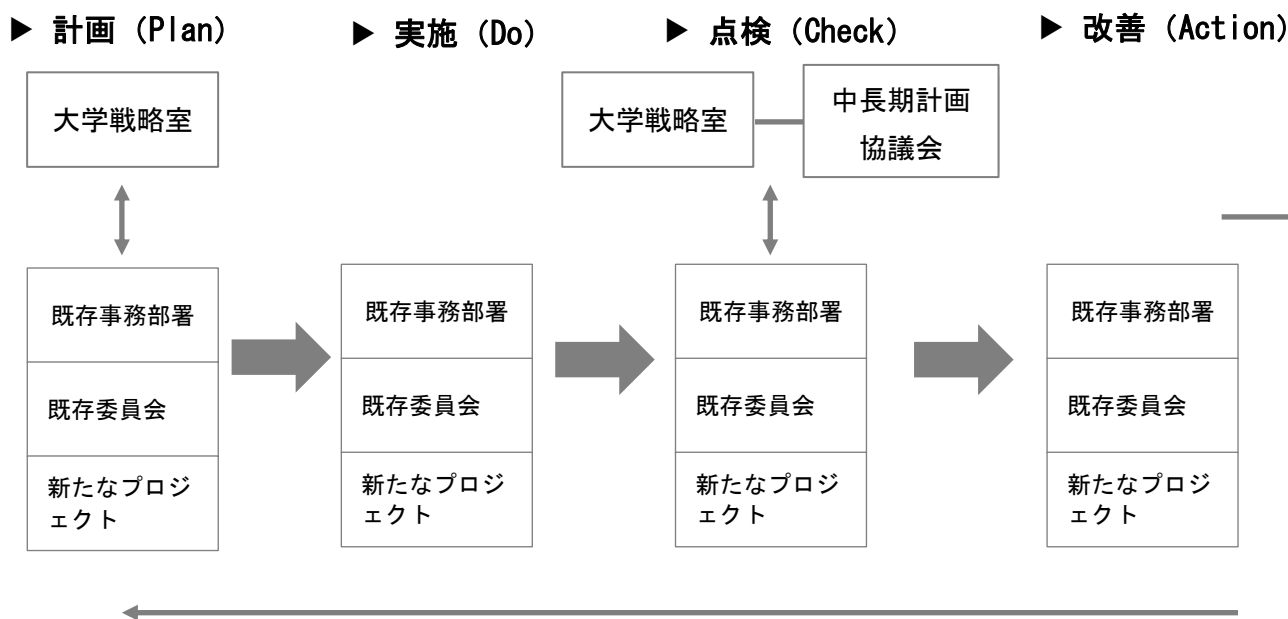 ▶ 計画 (Plan)
▶ 実施 (Do)
▶ 点検 (Check)
▶ 改善 (Action)
大学戦略室
大学戦略室
中長期計画
協議会
既存事務部署
既存委員会
新たなプロジ
ェクト
既存事務部署
既存委員会
新たなプロジ
ェクト
既存事務部署
既存委員会
新たなプロジ
ェクト
既存事務部署
既存委員会
新たなプロジ
ェクト